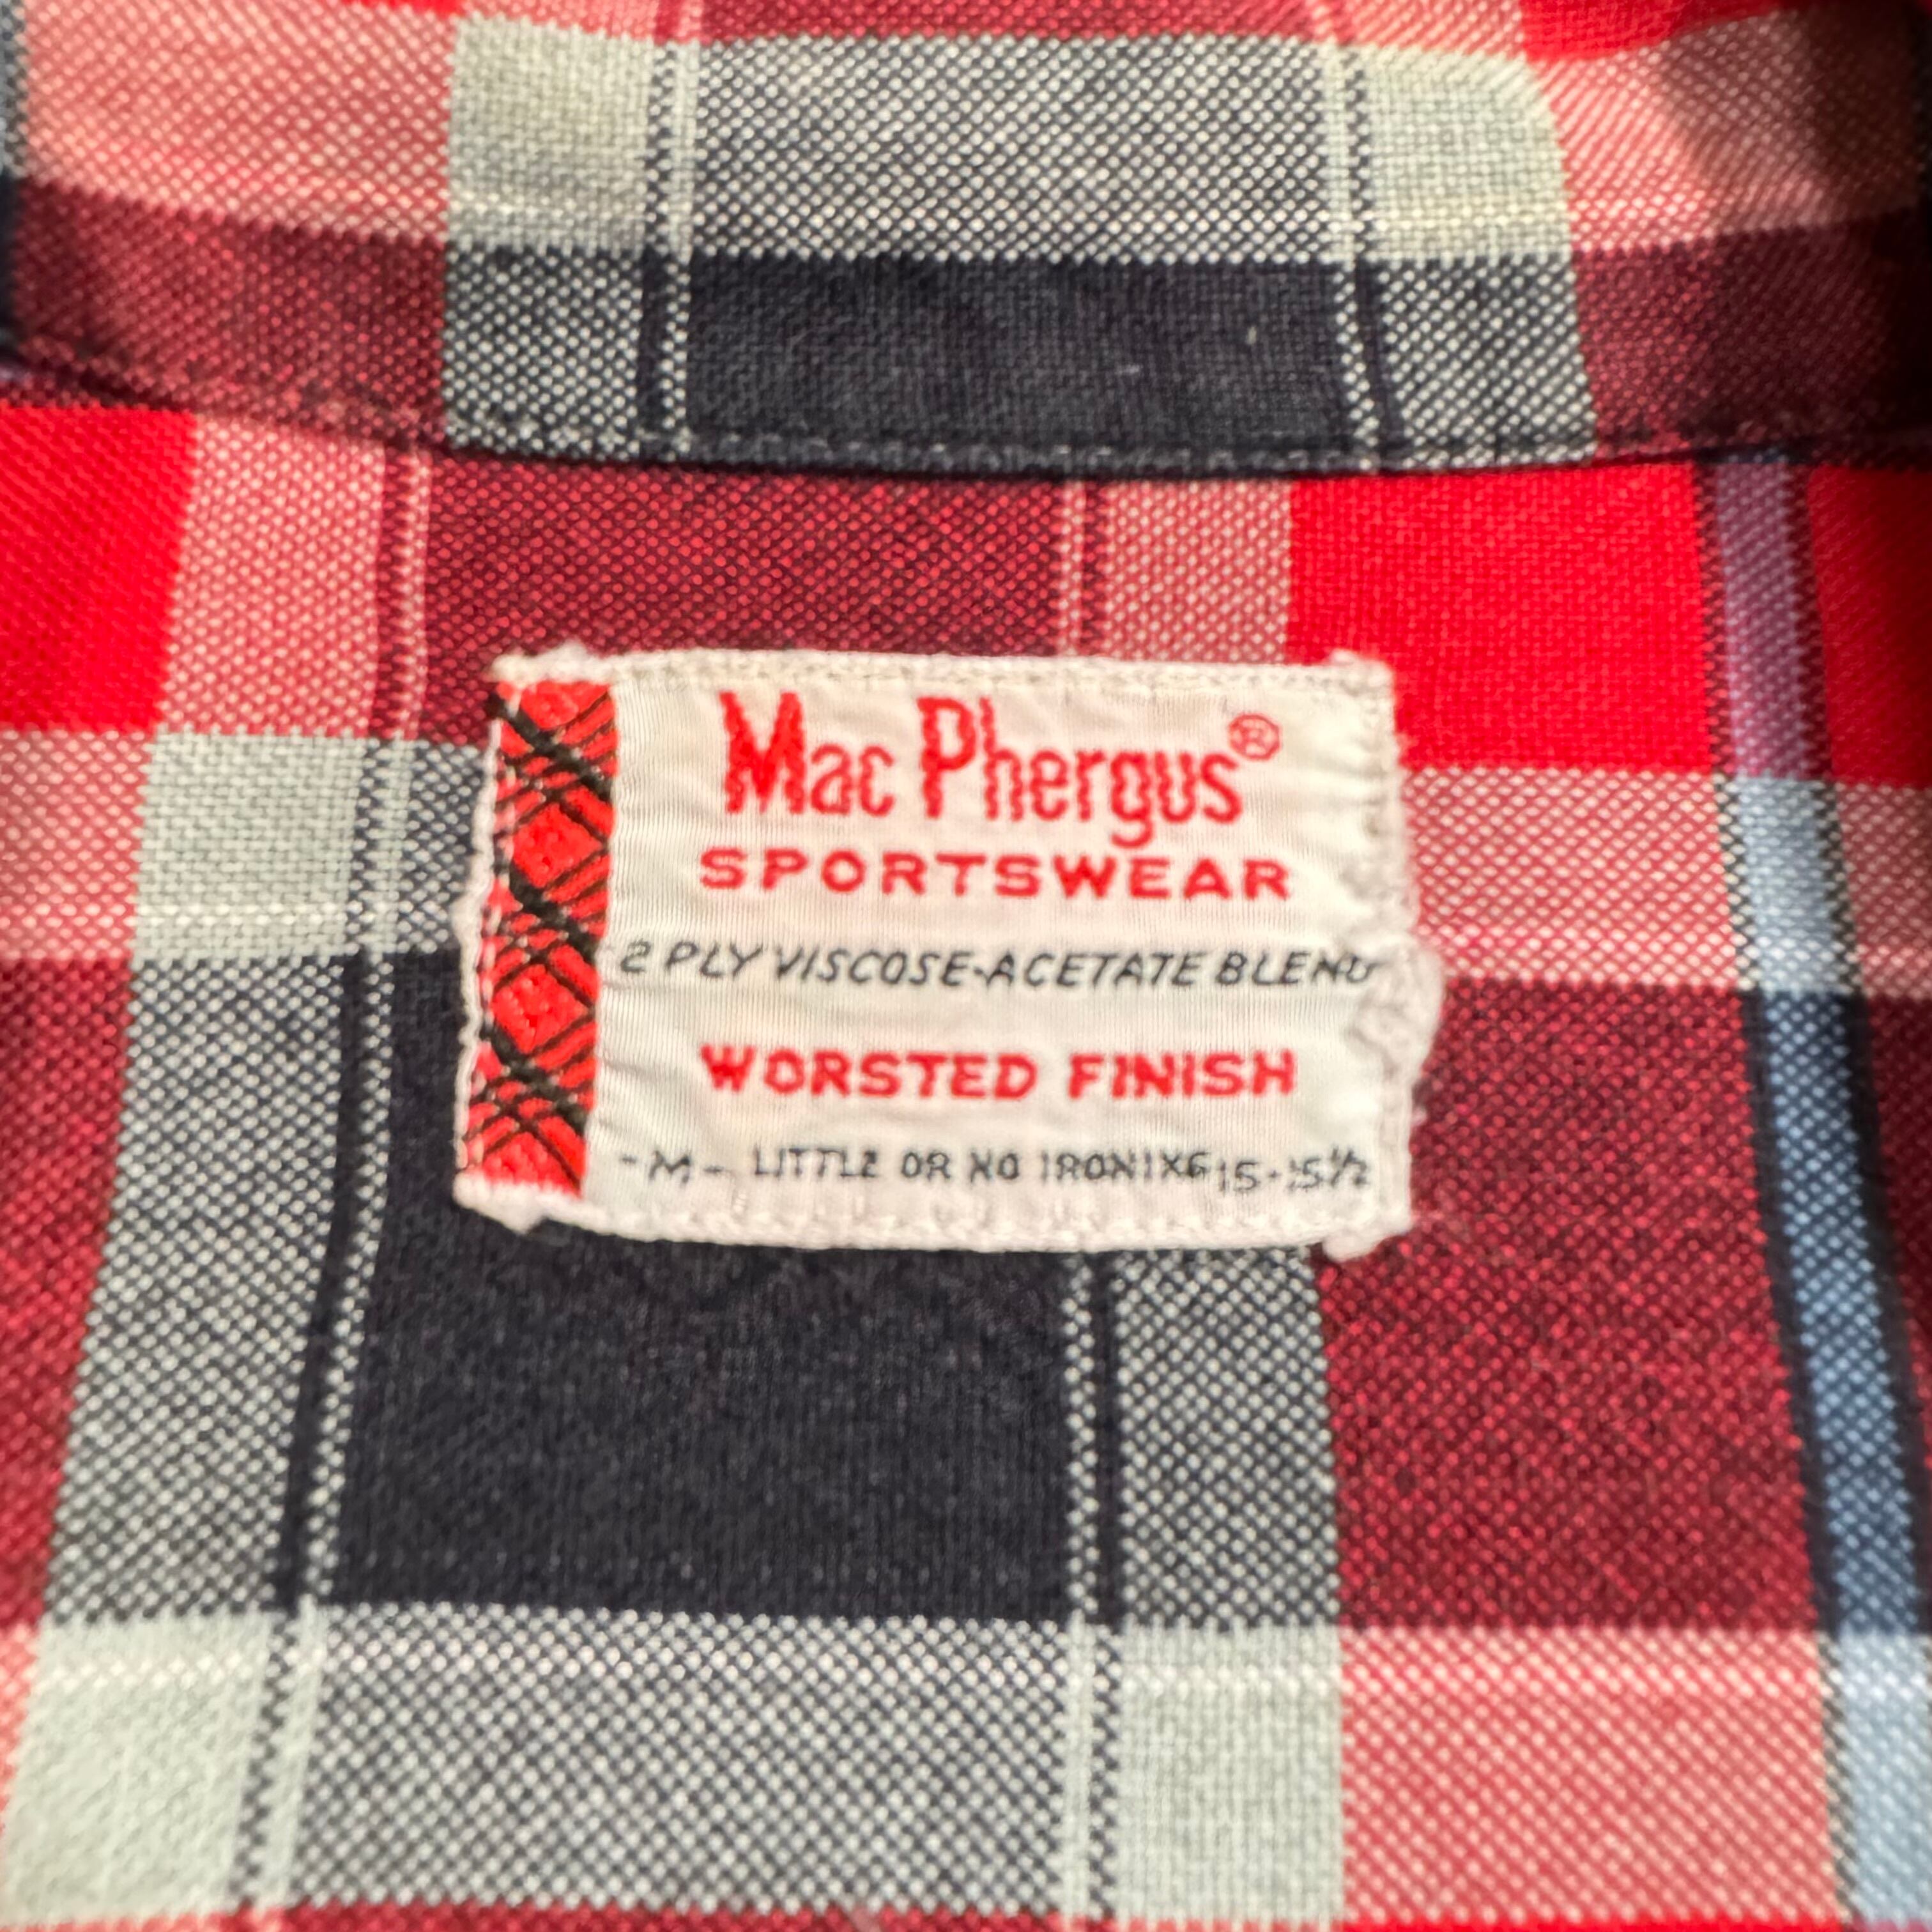 Mac Phergus®
SPORTSWEAR
2 PLY VISCOSE-ACETATE BLEND
WORSTED FINISH
-M- LITTLE OR NO IRONING 15-15½